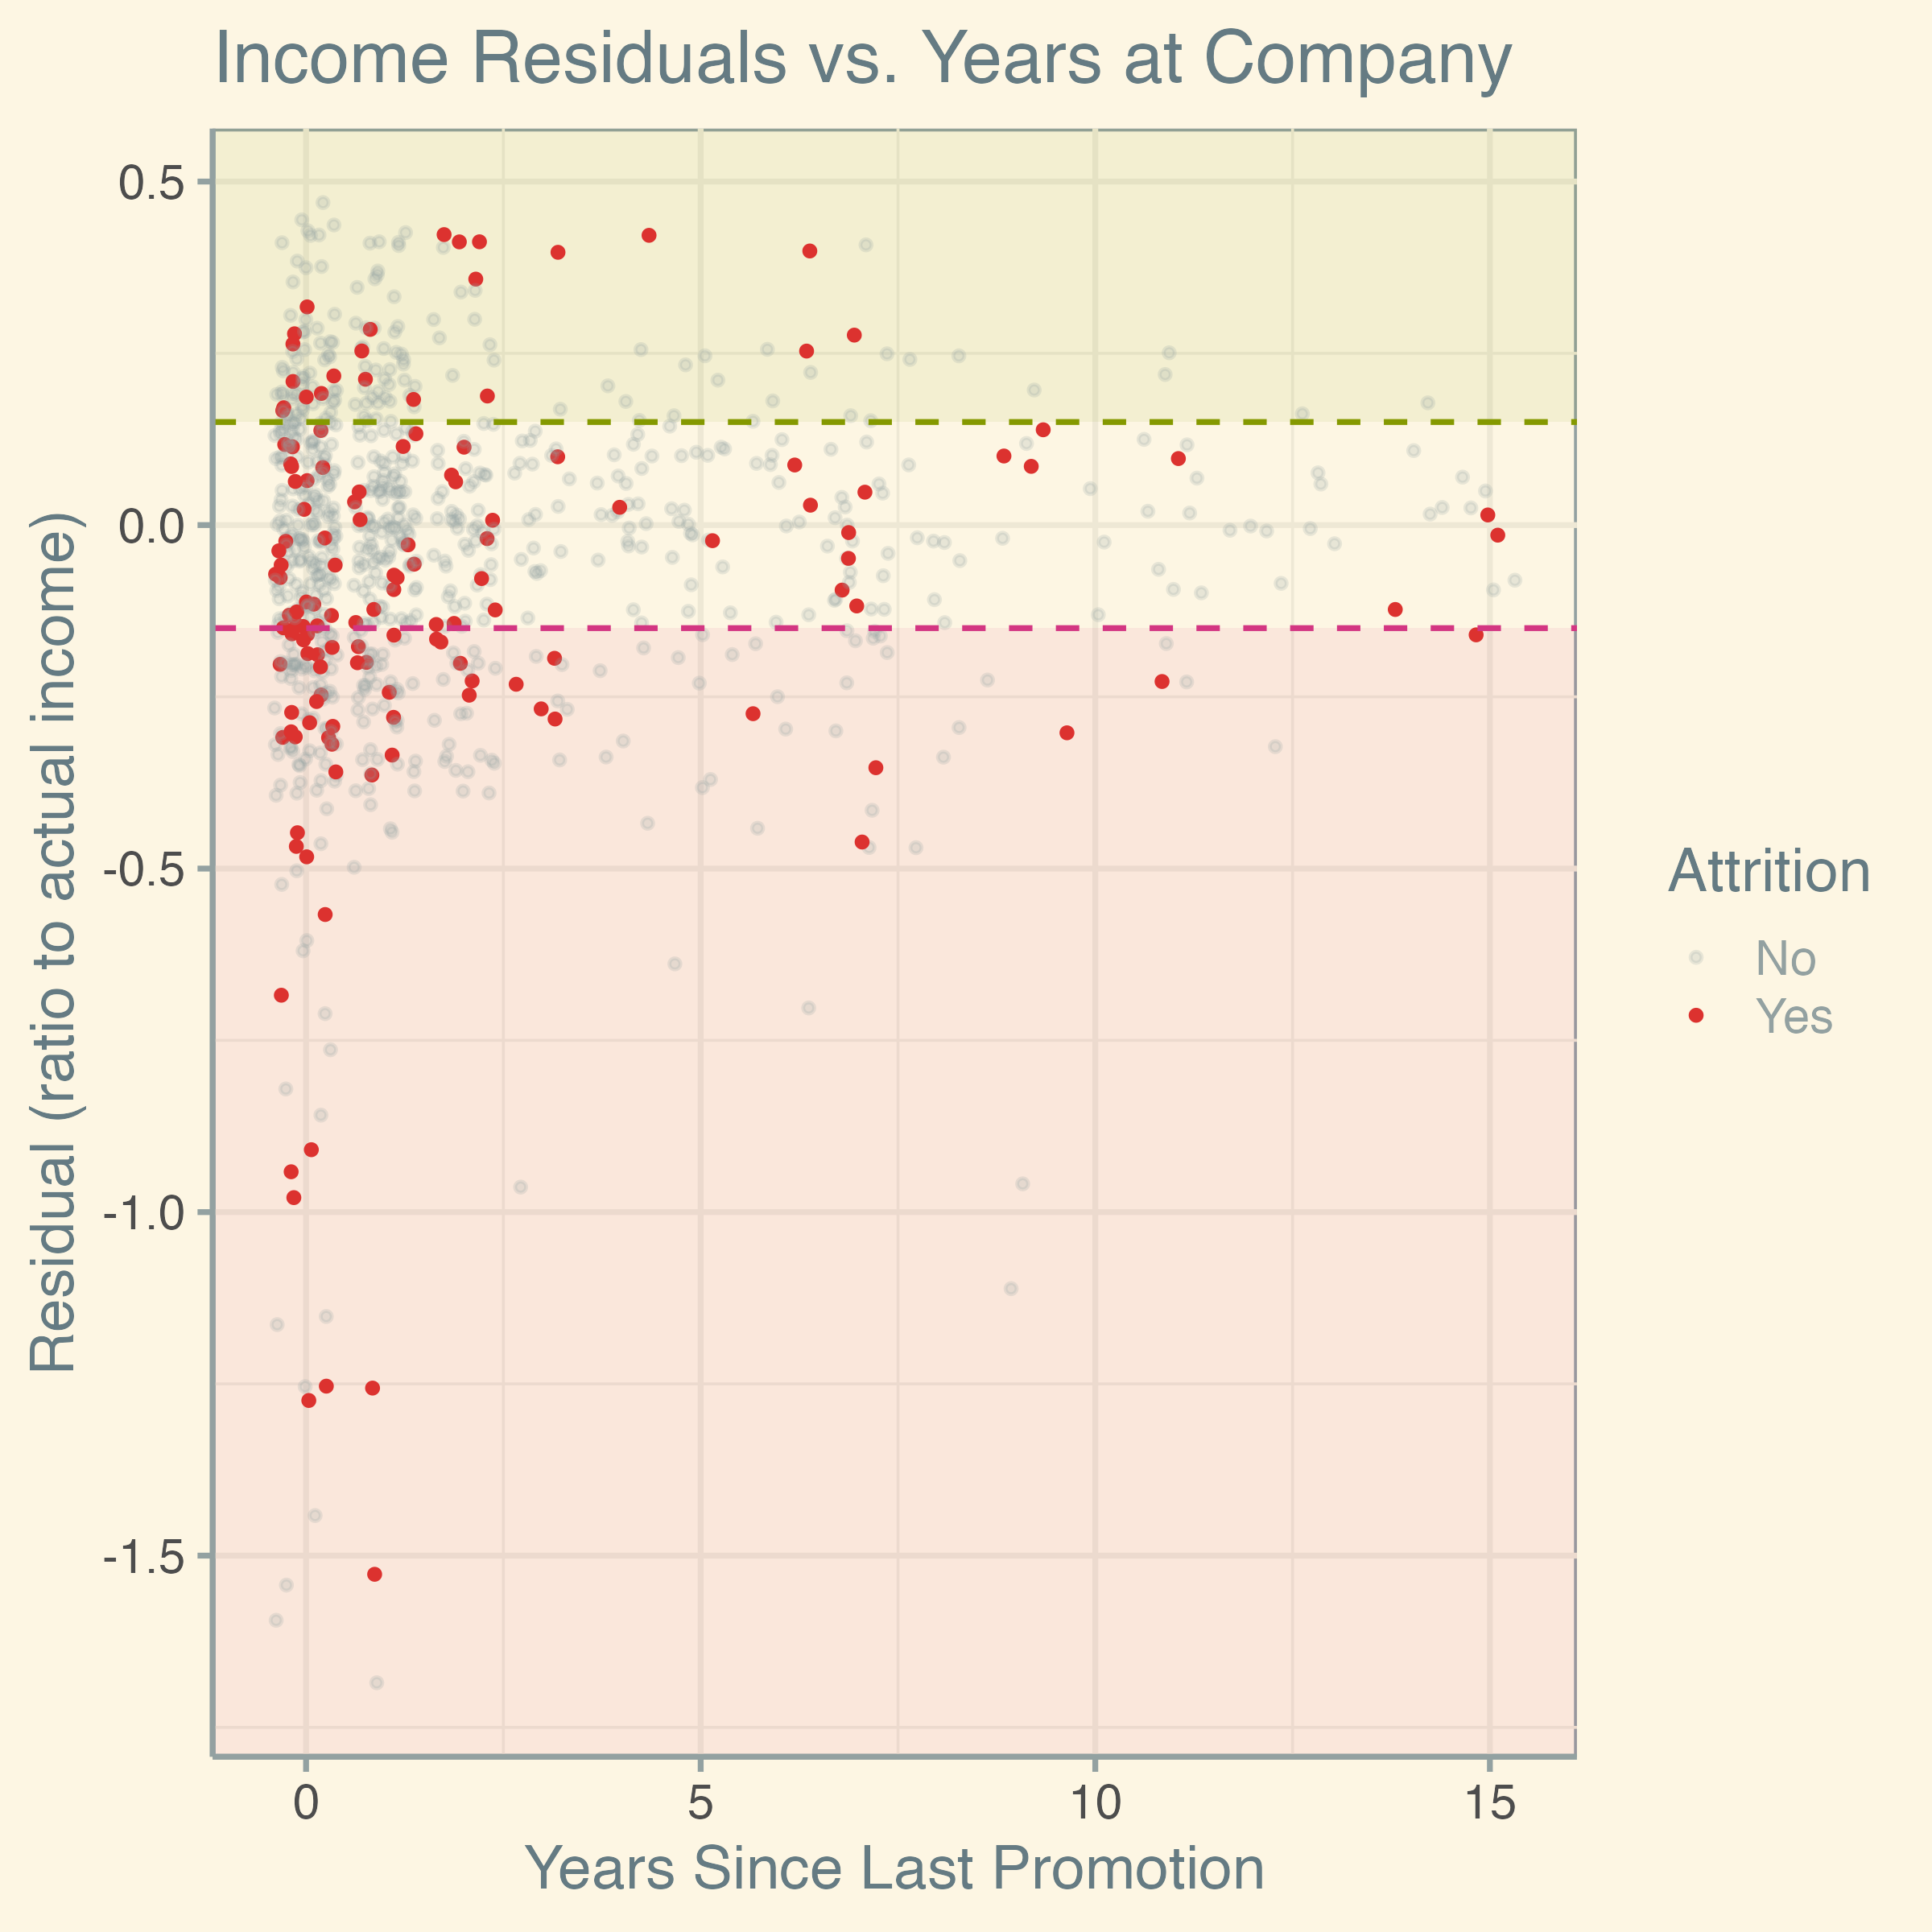 Income Residuals vs. Years at Company
Residual (ratio to actual income)
0.5
0.0
-0.5
-1.0
-1.5
0 5 10 15
Years Since Last Promotion
Attrition
No
Yes